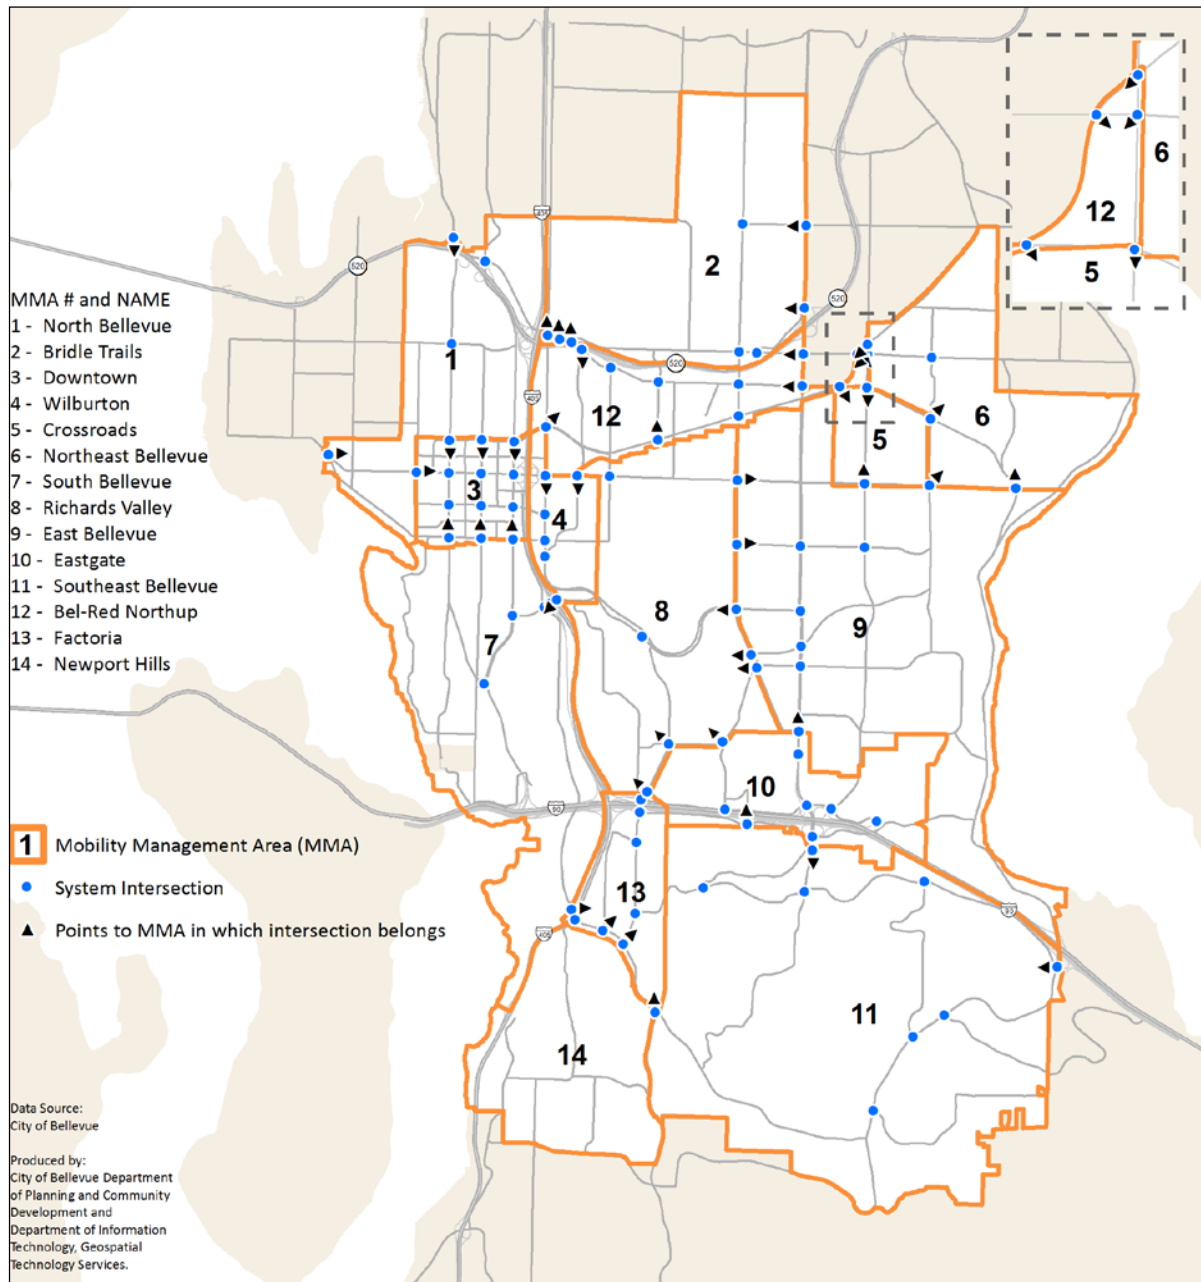 MMA # and NAME
1 - North Bellevue
2 - Bridle Trails
3 - Downtown
4 - Wilburton
5 - Crossroads
6 - Northeast Bellevue
7 - South Bellevue
8 - Richards Valley
9 - East Bellevue
10 - Eastgate
11 - Southeast Bellevue
12 - Bel-Red Northup
13 - Factoria
14 - Newport Hills
1 Mobility Management Area (MMA)
System Intersection
Points to MMA in which intersection belongs
Data Source:
City of Bellevue
Produced by:
City of Bellevue Department
of Planning and Community
Development and
Department of Information
Technology, Geospatial
Technology Services.
6
12
5
405
520
2
520
1
520
405
12
6
5
3
4
8
9
7
10
90
13
90
405
11
14